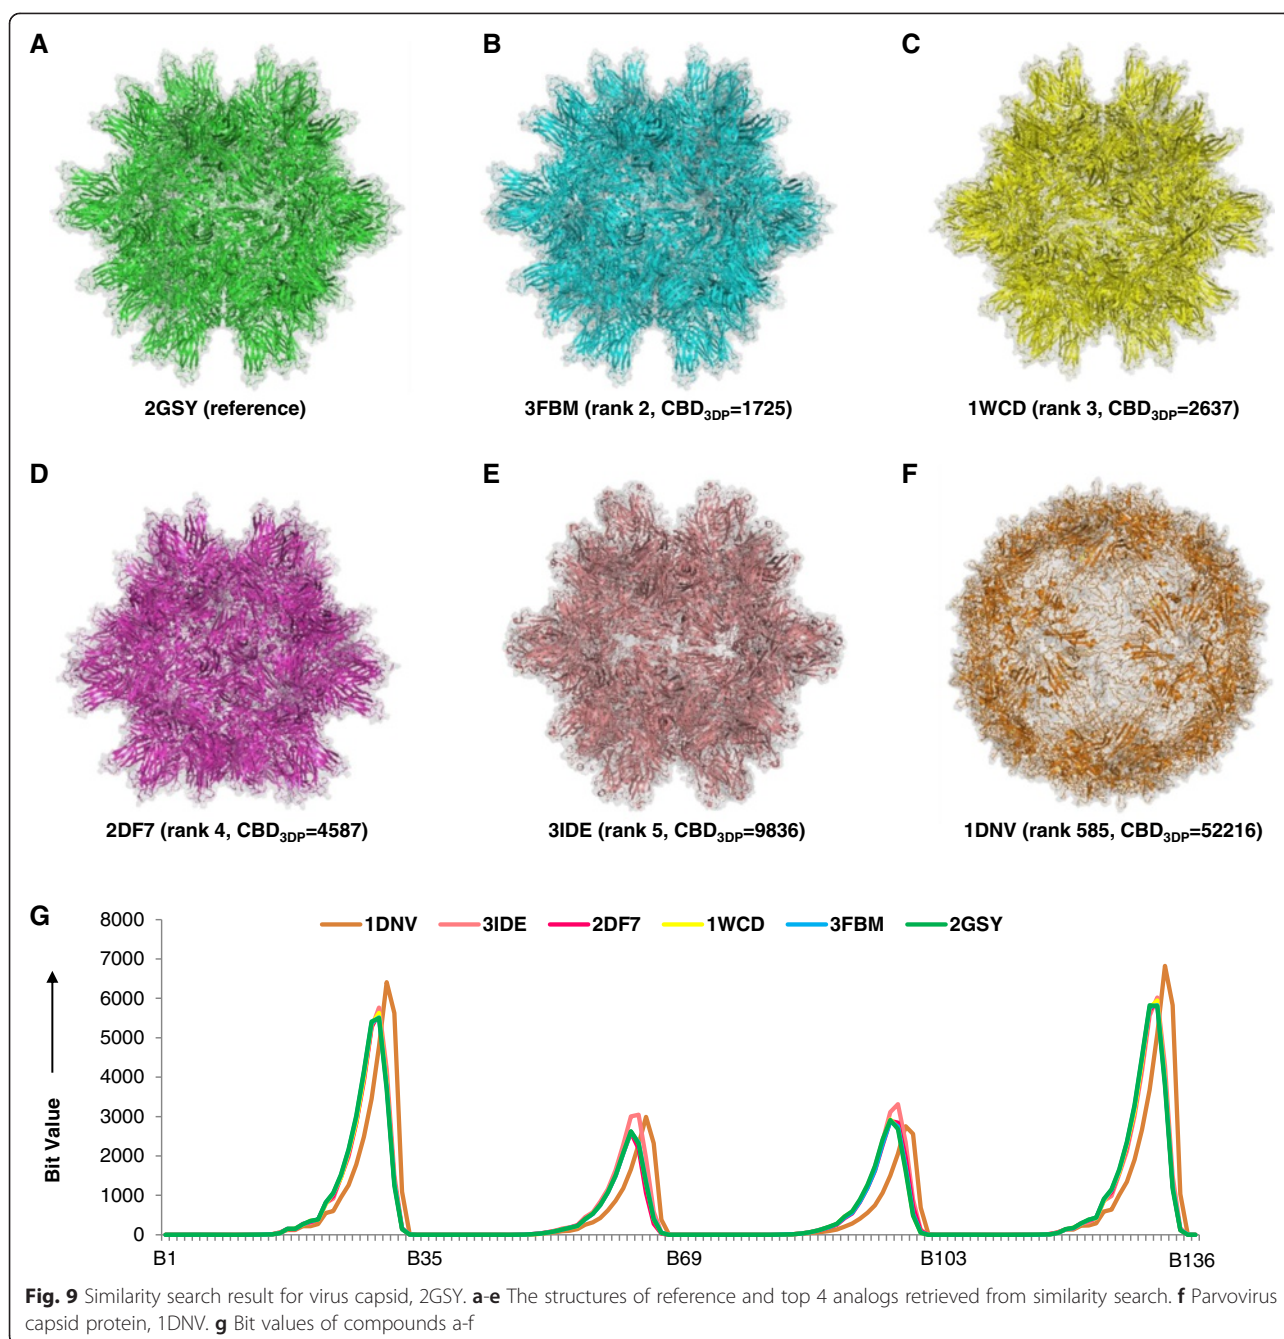 A
B
C
2GSY (reference)
3FBM (rank 2, CBD3DP=1725)
1WCD (rank 3, CBD3DP=2637)
D
E
F
2DF7 (rank 4, CBD3DP=4587)
3IDE (rank 5, CBD3DP=9836)
1DNV (rank 585, CBD3DP=52216)
G
1DNV 3IDE 2DF7 1WCD 3FBM 2GSY
8000
7000
6000
5000
4000
3000
2000
1000
0
Bit Value
B1 B35 B69 B103 B136
Fig. 9 Similarity search result for virus capsid, 2GSY. a-e The structures of reference and top 4 analogs retrieved from similarity search. f Parvovirus
capsid protein, 1DNV. g Bit values of compounds a-f